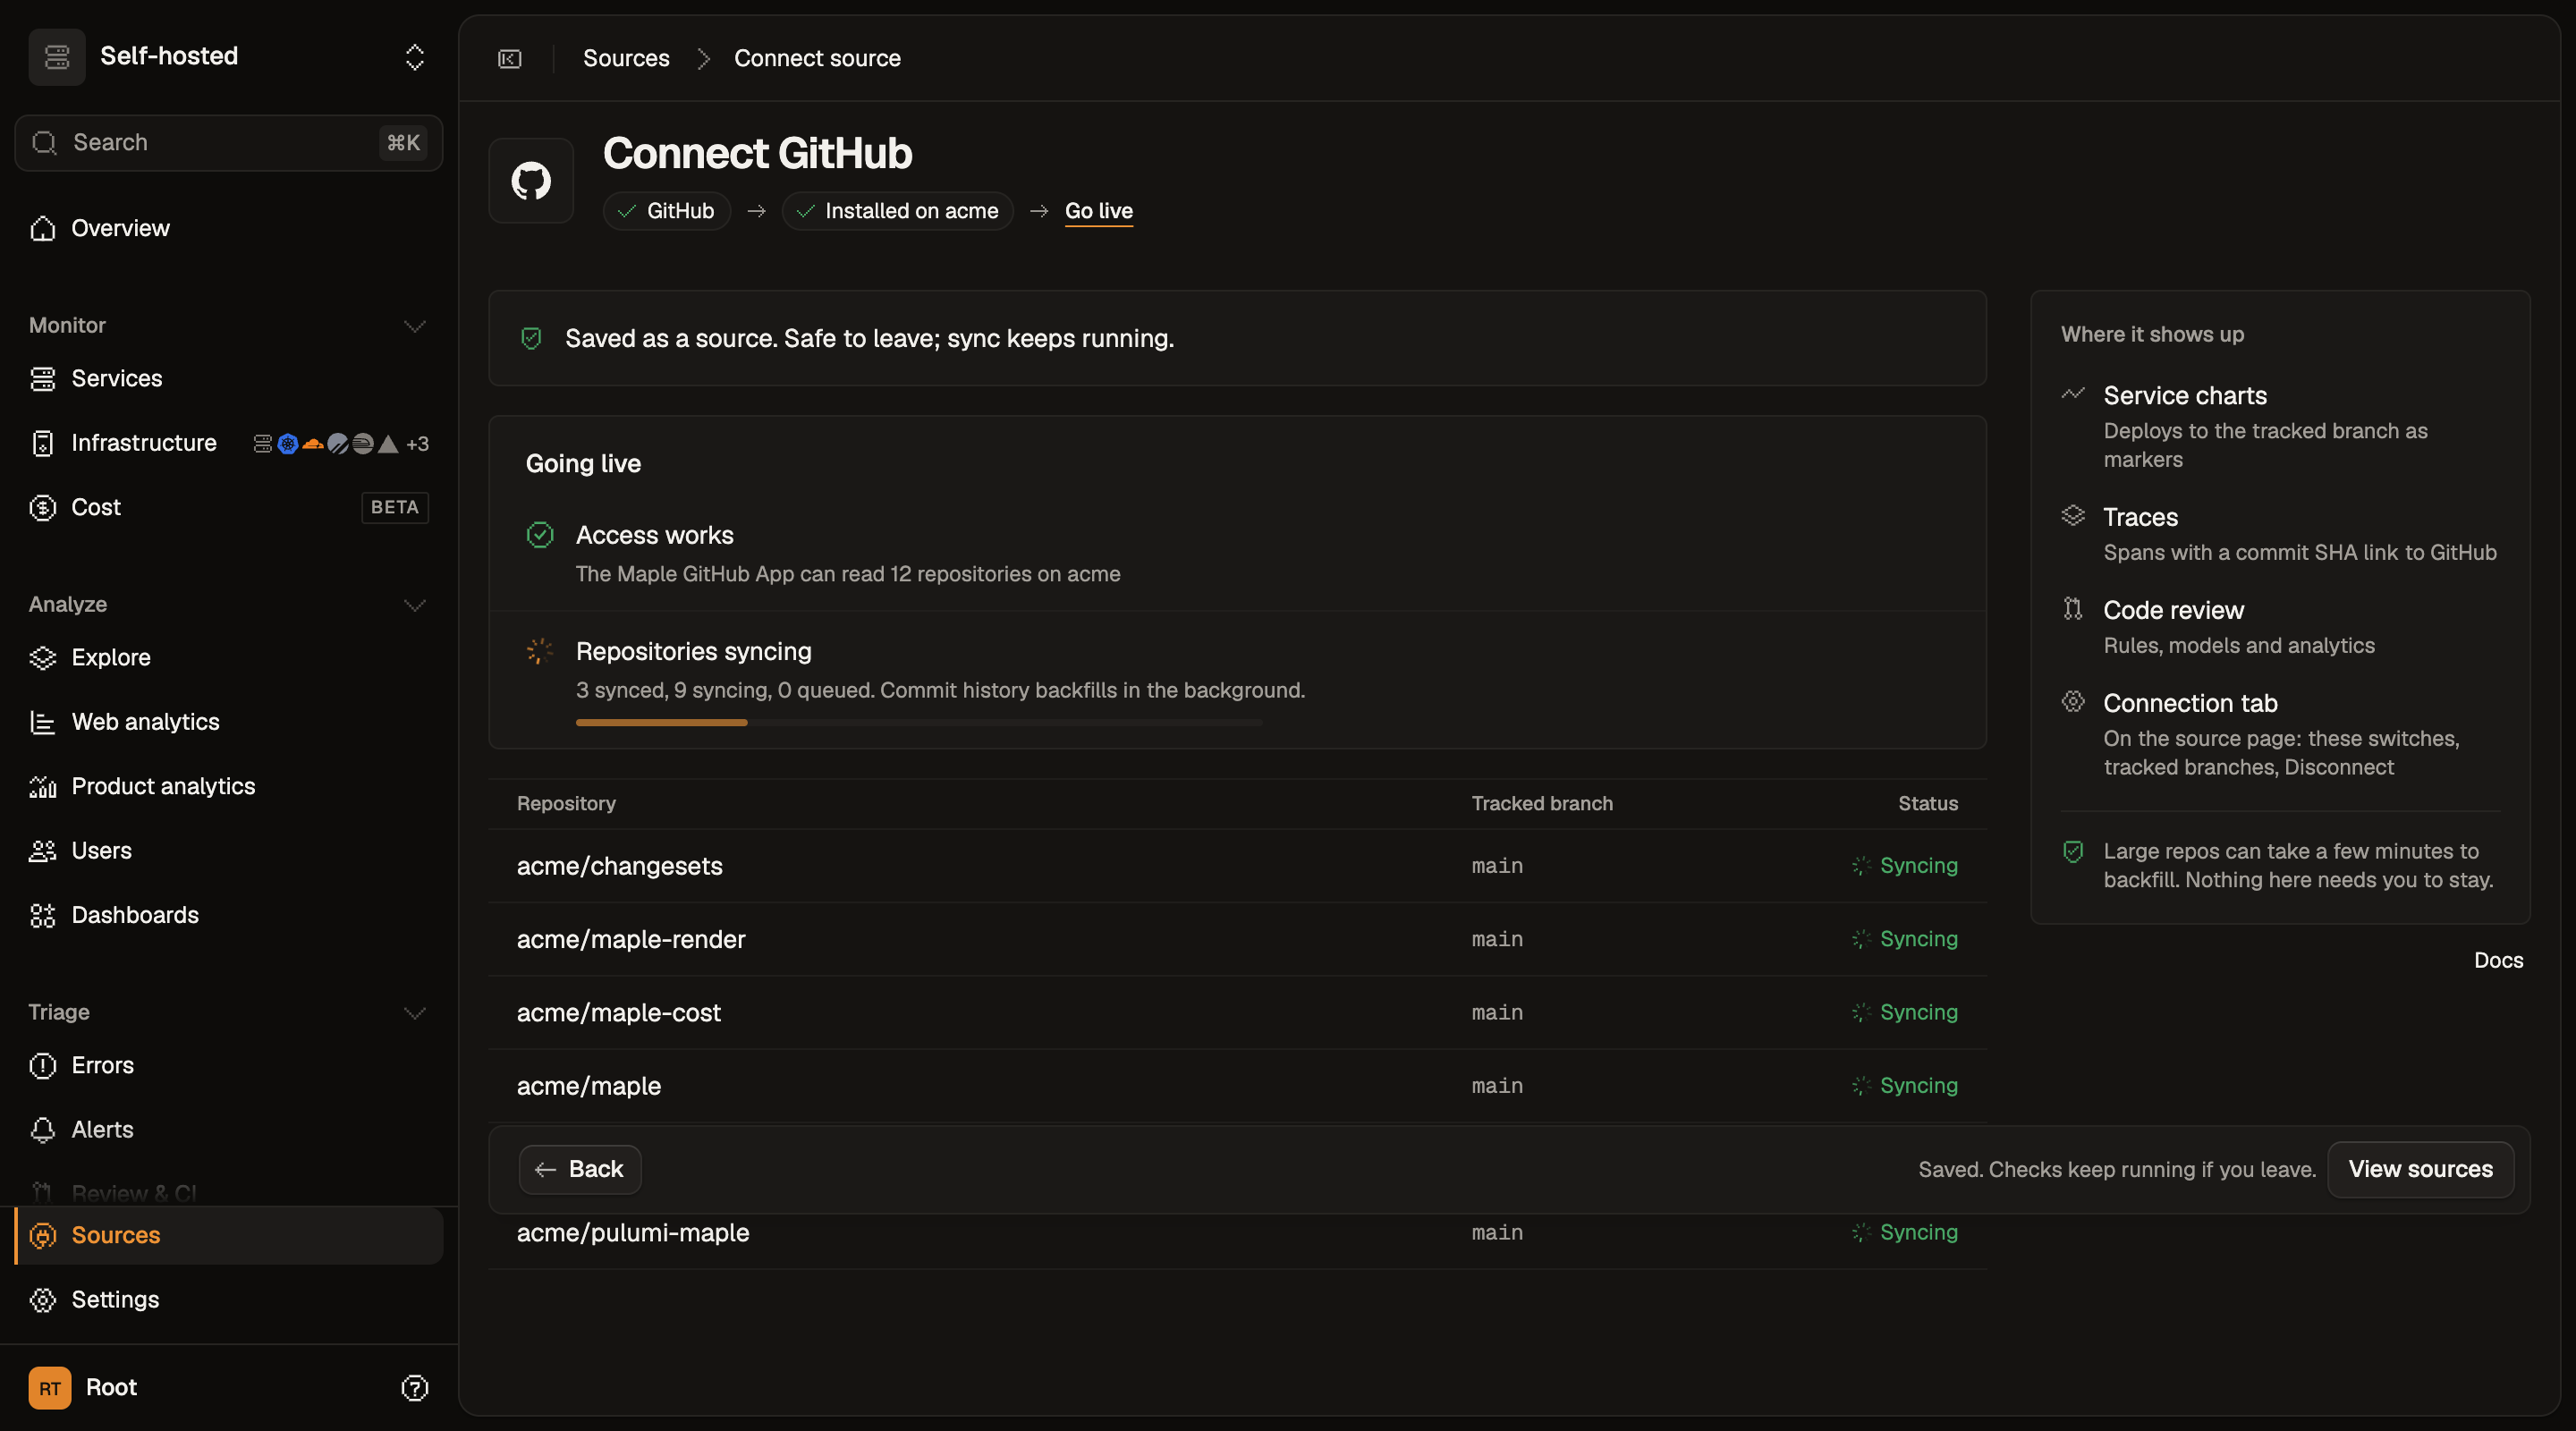 Self-hosted
Search ⌘K
Overview
Monitor
Services
Infrastructure +3
Cost BETA
Analyze
Explore
Web analytics
Product analytics
Users
Dashboards
Triage
Errors
Alerts
Review & CI
Sources
Settings
RT Root
Sources Connect source
Connect GitHub
GitHub → Installed on acme → Go live
Saved as a source. Safe to leave; sync keeps running.
Going live
Access works
The Maple GitHub App can read 12 repositories on acme
Repositories syncing
3 synced, 9 syncing, 0 queued. Commit history backfills in the background.
Repository Tracked branch Status
acme/changesets main Syncing
acme/maple-render main Syncing
acme/maple-cost main Syncing
acme/maple main Syncing
← Back Saved. Checks keep running if you leave. View sources
acme/pulumi-maple main Syncing
Where it shows up
Service charts
Deploys to the tracked branch as
markers
Traces
Spans with a commit SHA link to GitHub
Code review
Rules, models and analytics
Connection tab
On the source page: these switches,
tracked branches, Disconnect
Large repos can take a few minutes to
backfill. Nothing here needs you to stay.
Docs